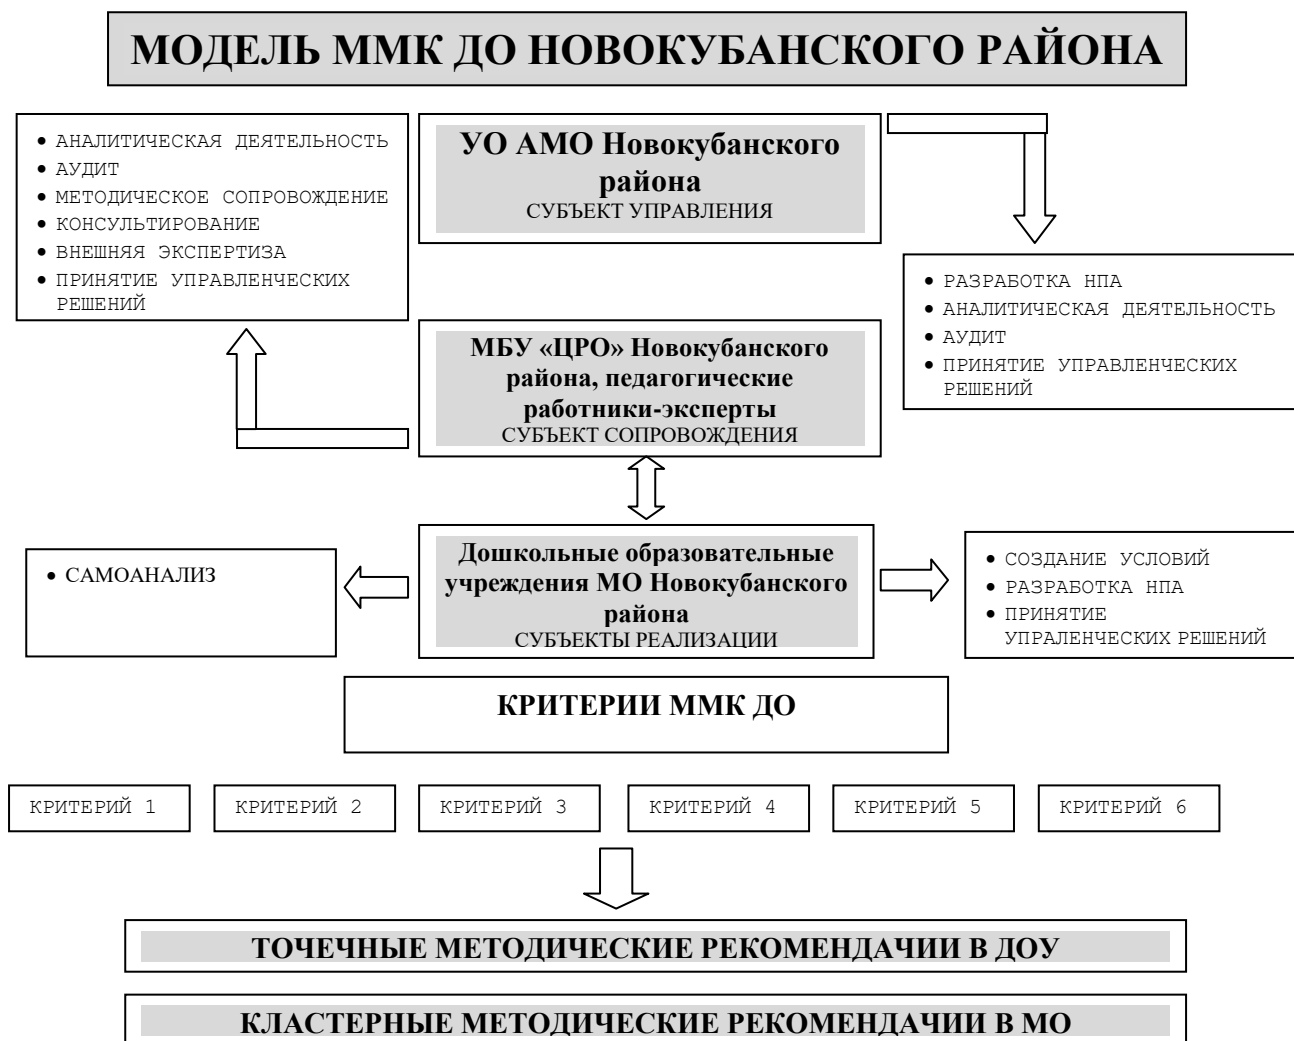 МОДЕЛЬ ММК ДО НОВОКУБАНСКОГО РАЙОНА
• АНАЛИТИЧЕСКАЯ ДЕЯТЕЛЬНОСТЬ
• АУДИТ
• МЕТОДИЧЕСКОЕ СОПРОВОЖДЕНИЕ
• КОНСУЛЬТИРОВАНИЕ
• ВНЕШНЯЯ ЭКСПЕРТИЗА
• ПРИНЯТИЕ УПРАВЛЕНЧЕСКИХ
РЕШЕНИЙ
УО АМО Новокубанского
района
СУБЪЕКТ УПРАВЛЕНИЯ
• РАЗРАБОТКА НПА
• АНАЛИТИЧЕСКАЯ ДЕЯТЕЛЬНОСТЬ
• АУДИТ
• ПРИНЯТИЕ УПРАВЛЕНЧЕСКИХ
РЕШЕНИЙ
МБУ «ЦРО» Новокубанского
района, педагогические
работники-эксперты
СУБЪЕКТ СОПРОВОЖДЕНИЯ
• САМОАНАЛИЗ
Дошкольные образовательные
учреждения МО Новокубанского
района
СУБЪЕКТЫ РЕАЛИЗАЦИИ
• СОЗДАНИЕ УСЛОВИЙ
• РАЗРАБОТКА НПА
• ПРИНЯТИЕ
УПРАЛЕНЧЕСКИХ РЕШЕНИЙ
КРИТЕРИИ ММК ДО
КРИТЕРИЙ 1
КРИТЕРИЙ 2
КРИТЕРИЙ 3
КРИТЕРИЙ 4
КРИТЕРИЙ 5
КРИТЕРИЙ 6
ТОЧЕЧНЫЕ МЕТОДИЧЕСКИЕ РЕКОМЕНДАЧИИ В ДОУ
КЛАСТЕРНЫЕ МЕТОДИЧЕСКИЕ РЕКОМЕНДАЧИИ В МО